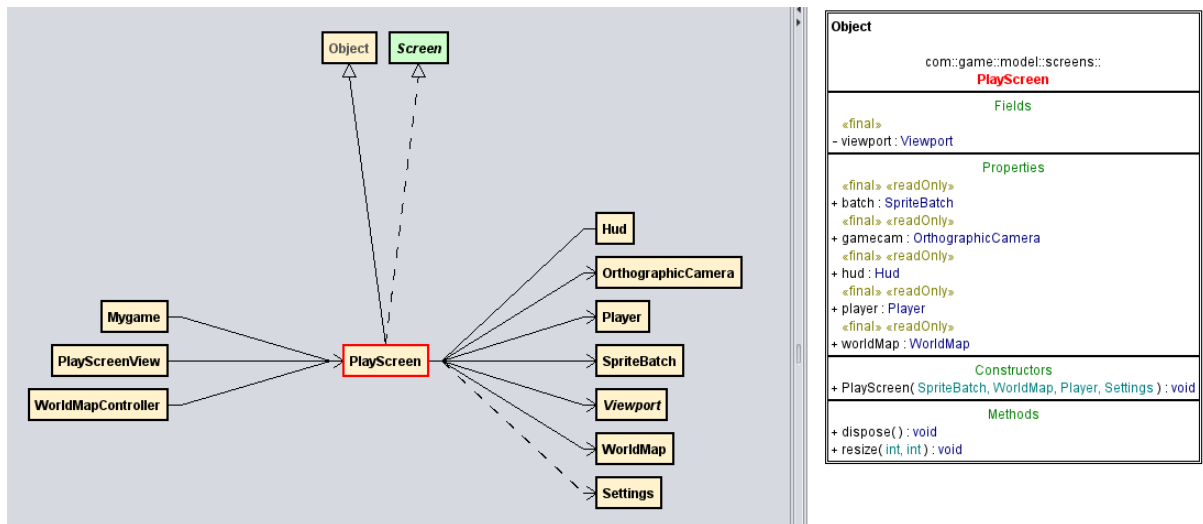 Object
Screen
Hud
OrthographicCamera
Mygame
Player
PlayScreenView
PlayScreen
SpriteBatch
WorldMapController
Viewport
WorldMap
Settings
Object
com::game::model::screens::
PlayScreen
Fields
«final»
- viewport : Viewport
Properties
«final» «readOnly»
+ batch : SpriteBatch
«final» «readOnly»
+ gamecam : OrthographicCamera
«final» «readOnly»
+ hud : Hud
«final» «readOnly»
+ player : Player
«final» «readOnly»
+ worldMap : WorldMap
Constructors
+ PlayScreen( SpriteBatch, WorldMap, Player, Settings ) : void
Methods
+ dispose( ) : void
+ resize( int, int ) : void